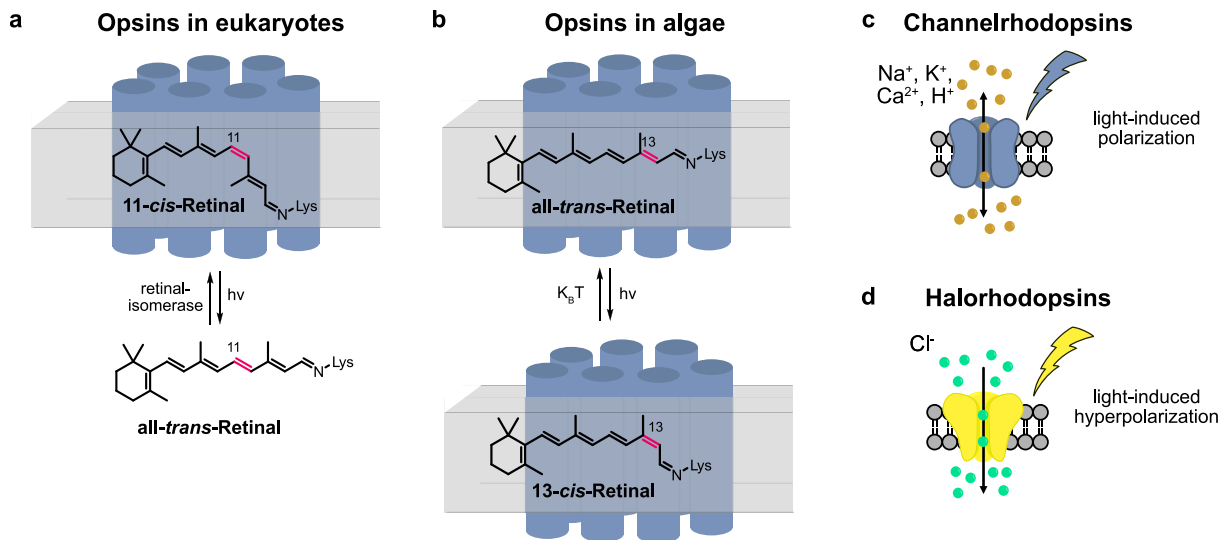 a
Opsins in eukaryotes
11
N
Lys
11-cis-Retinal
retinal-
isomerase
hν
11
N
Lys
all-trans-Retinal
b
Opsins in algae
13
N
Lys
all-trans-Retinal
K_BT
hν
13
N
Lys
13-cis-Retinal
c
Channelrhodopsins
Na⁺, K⁺,
Ca²⁺, H⁺
light-induced
polarization
d
Halorhodopsins
Cl⁻
light-induced
hyperpolarization